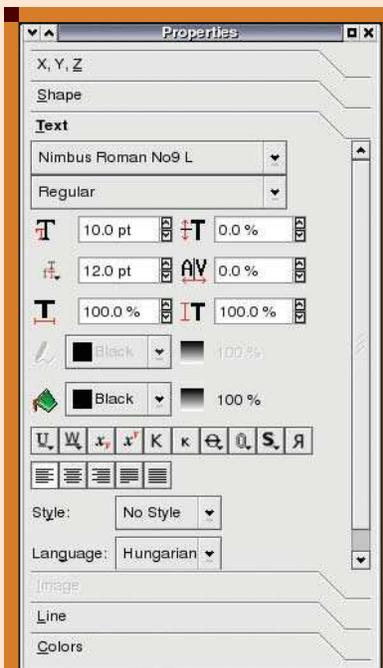 Properties
X, Y, Z
Shape
Text
Nimbus Roman No9 L
Regular
10.0 pt 0.0 %
12.0 pt 0.0 %
100.0 % 100.0 %
Black 100 %
Black 100 %
Style: No Style
Language: Hungarian
Image
Line
Colors